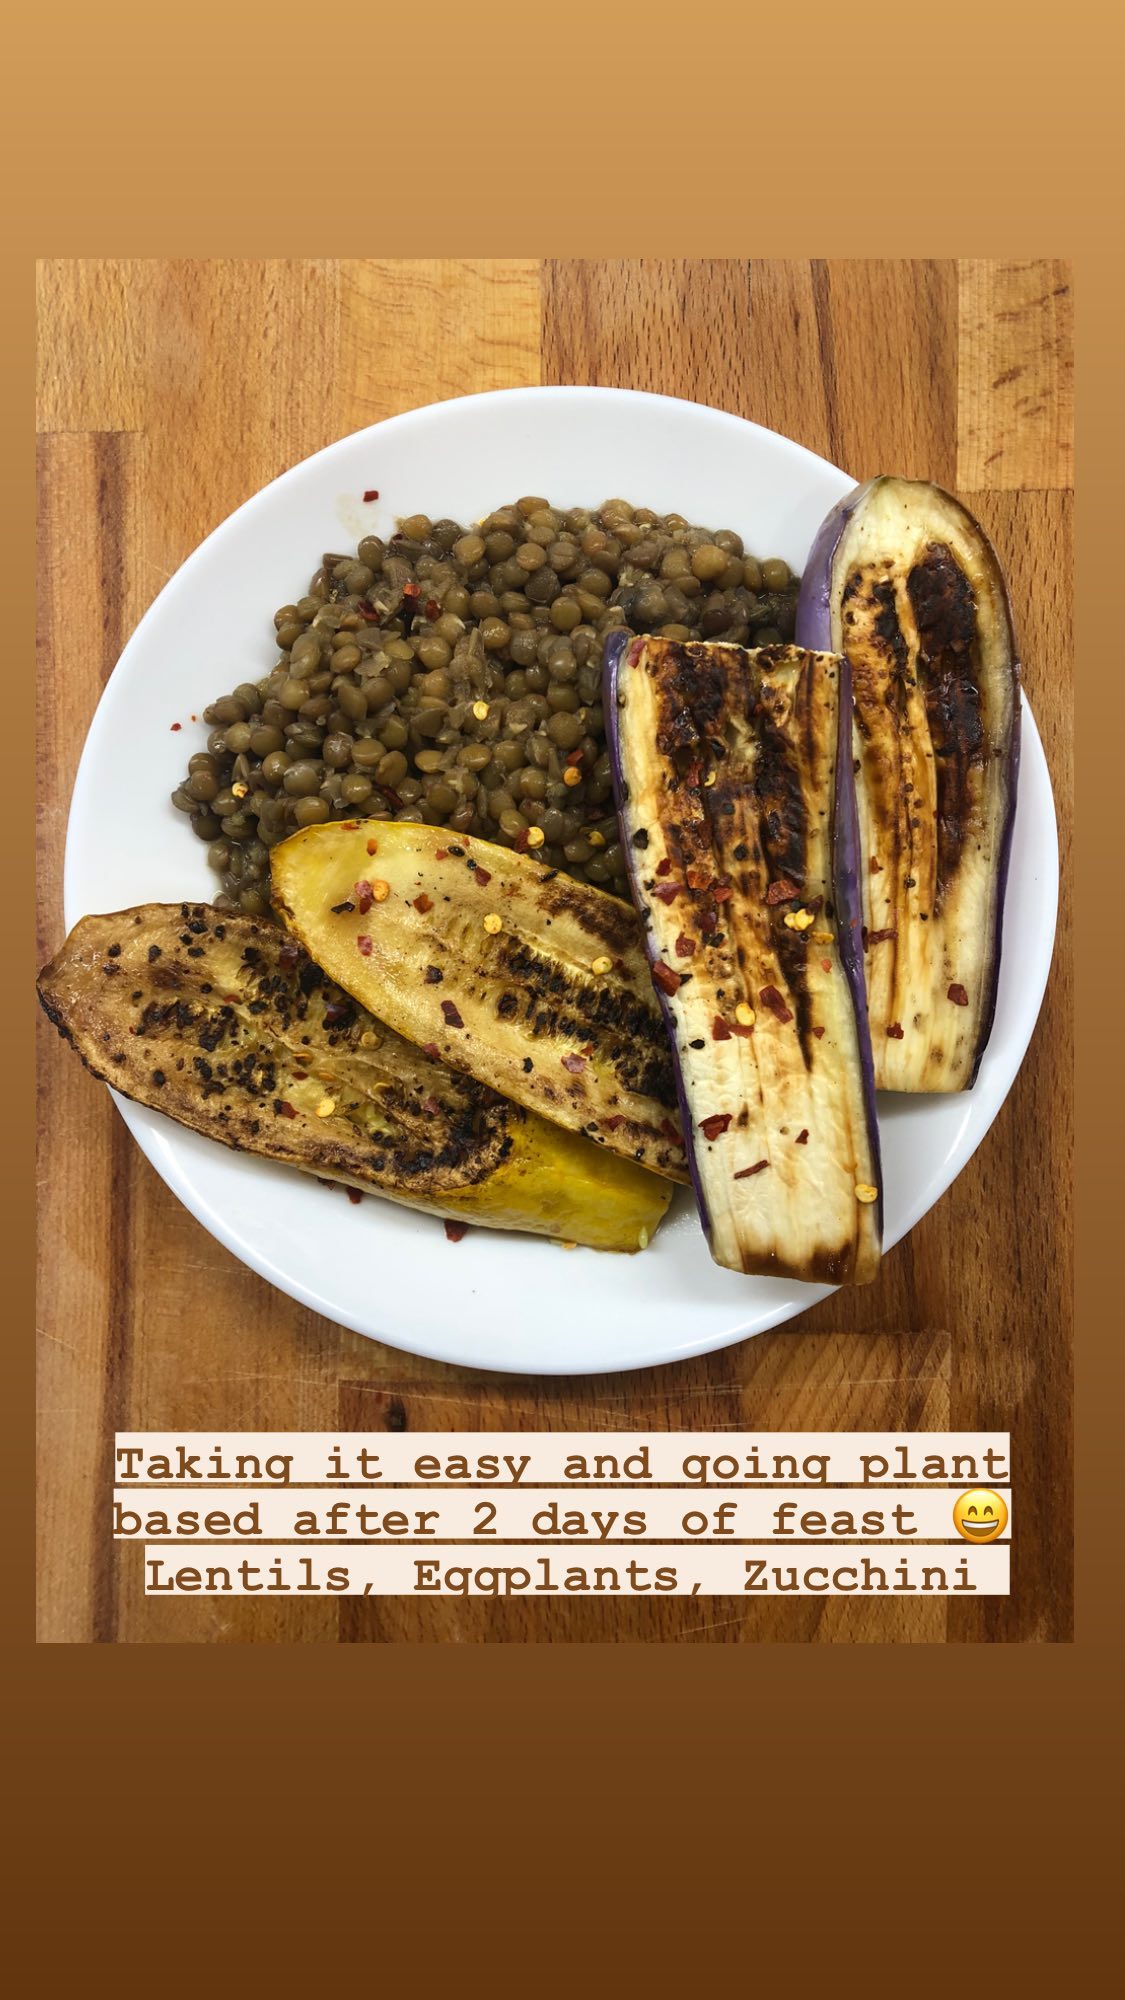 Taking it easy and going plant
based after 2 days of feast 😄
Lentils, Eggplants, Zucchini